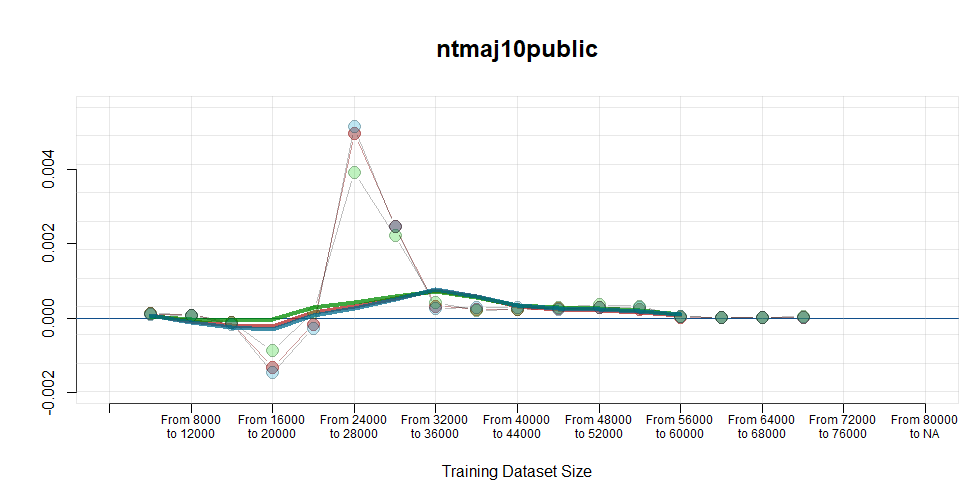 ntmaj10public
0.004
0.002
0.000
-0.002
From 8000
to 12000
From 16000
to 20000
From 24000
to 28000
From 32000
to 36000
From 40000
to 44000
From 48000
to 52000
From 56000
to 60000
From 64000
to 68000
From 72000
to 76000
From 80000
to NA
Training Dataset Size